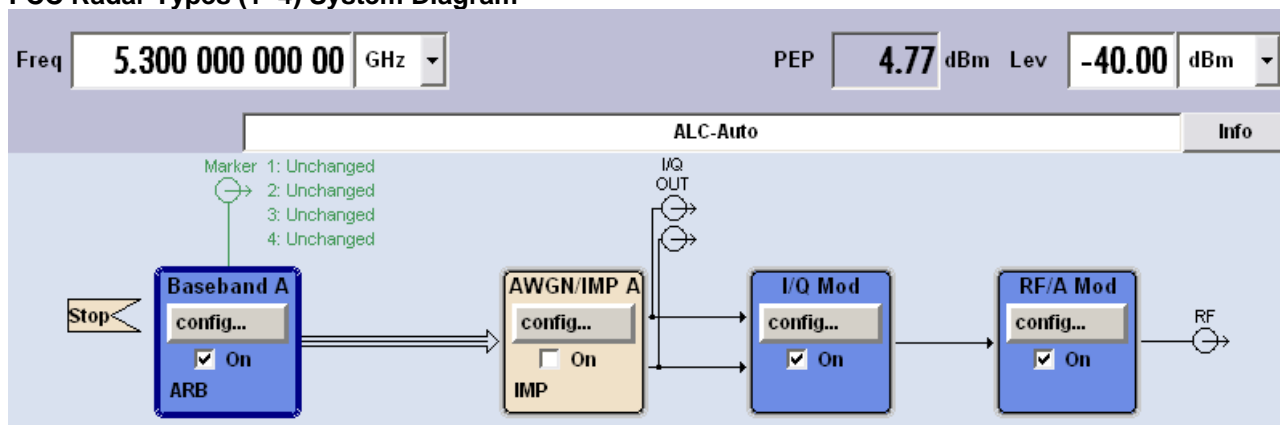 Freq 5.300 000 000 00 GHz PEP 4.77 dBm Lev -40.00 dBm
ALC-Auto Info
Marker 1: Unchanged
2: Unchanged
3: Unchanged
4: Unchanged
I/Q
OUT
Stop
Baseband A
config...
On
ARB
AWGN/IMP A
config...
On
IMP
I/Q Mod
config...
On
RF/A Mod
config...
On
RF